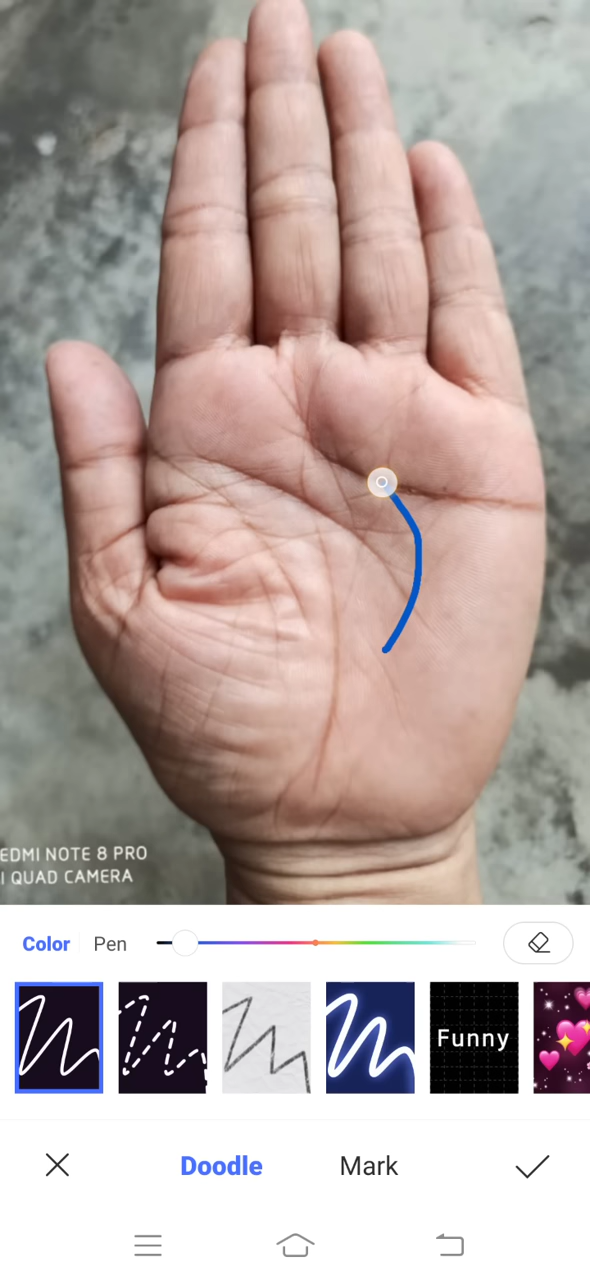 EDMI NOTE 8 PRO
I QUAD CAMERA
Color Pen
Funny
Doodle Mark